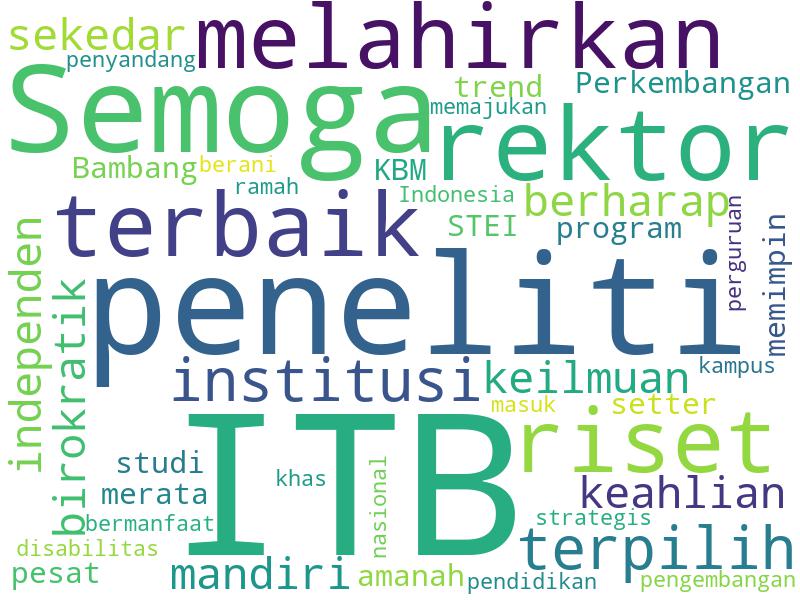 sekedar melahirkan
penyandang
Semoga trend Perkembangan
memajukan rektor
Bambang berani KBM
ramah Indonesia berharap
terbaik STEI program
perguruan
memimpin
independen
birokratik
peneliti
institusi keilmuan kampus
masuk setter
ITB riset
studi khas
nasional
merata keahlian
bermanfaat strategis
disabilitas terpilih
pesat mandiri amanah pendidikan pengembangan